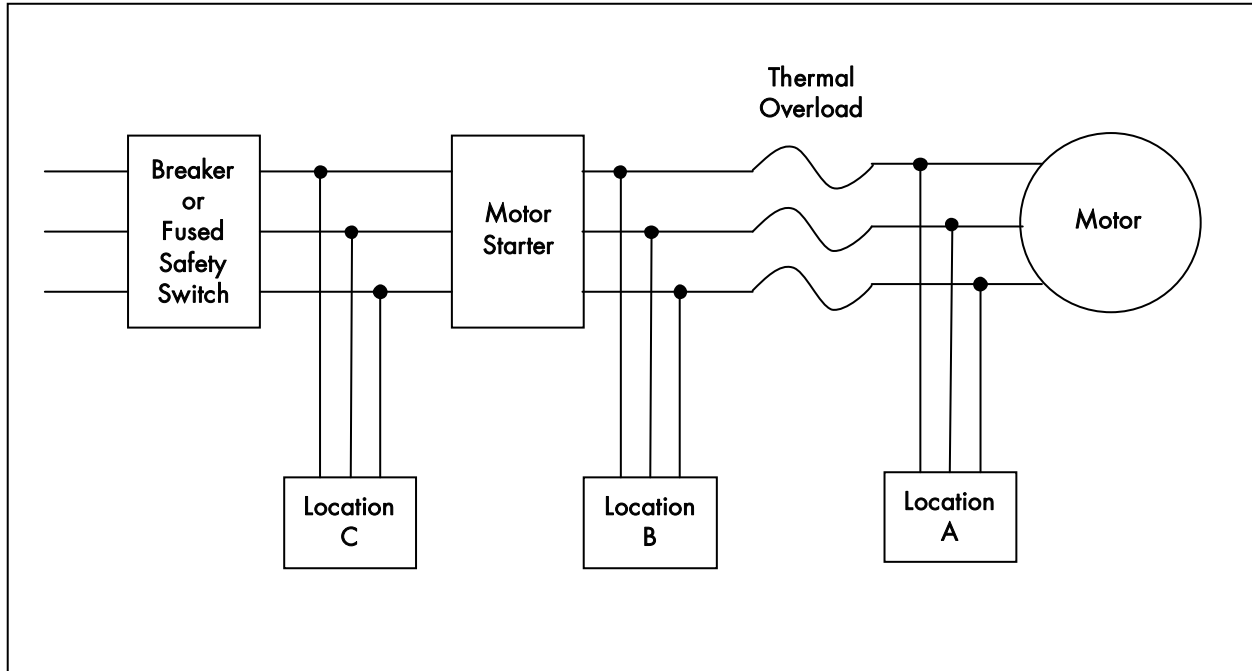 Thermal
Overload
Breaker
or
Fused
Safety
Switch
Motor
Starter
Motor
Location
C
Location
B
Location
A